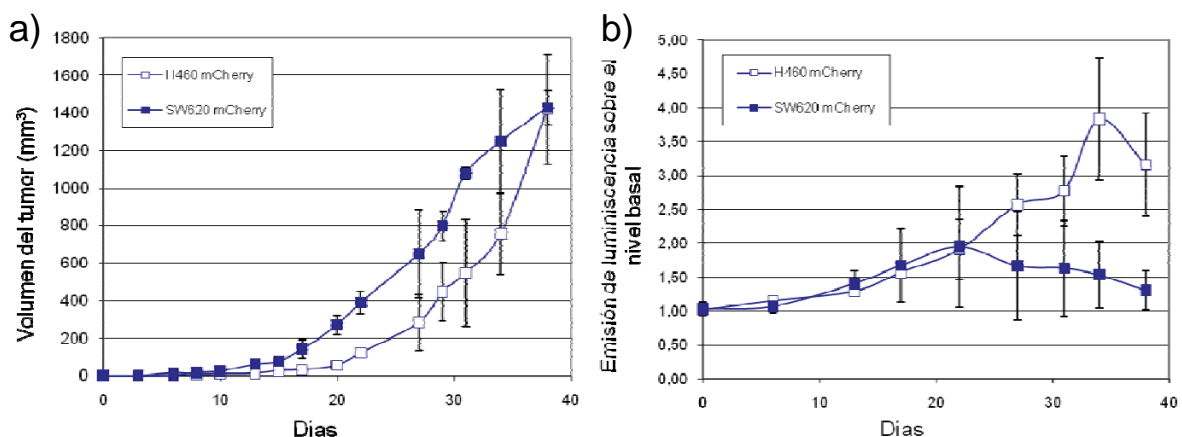 a)
Volumen del tumor (mm³)
1800
1600
1400
1200
1000
800
600
400
200
0
H460 mCherry
SW620 mCherry
0
10
20
30
40
Dias
b)
Emisión de luminiscencia sobre el
nivel basal
5,00
4,50
4,00
3,50
3,00
2,50
2,00
1,50
1,00
0,50
0,00
H460 mCherry
SW620 mCherry
0
10
20
30
40
Dias